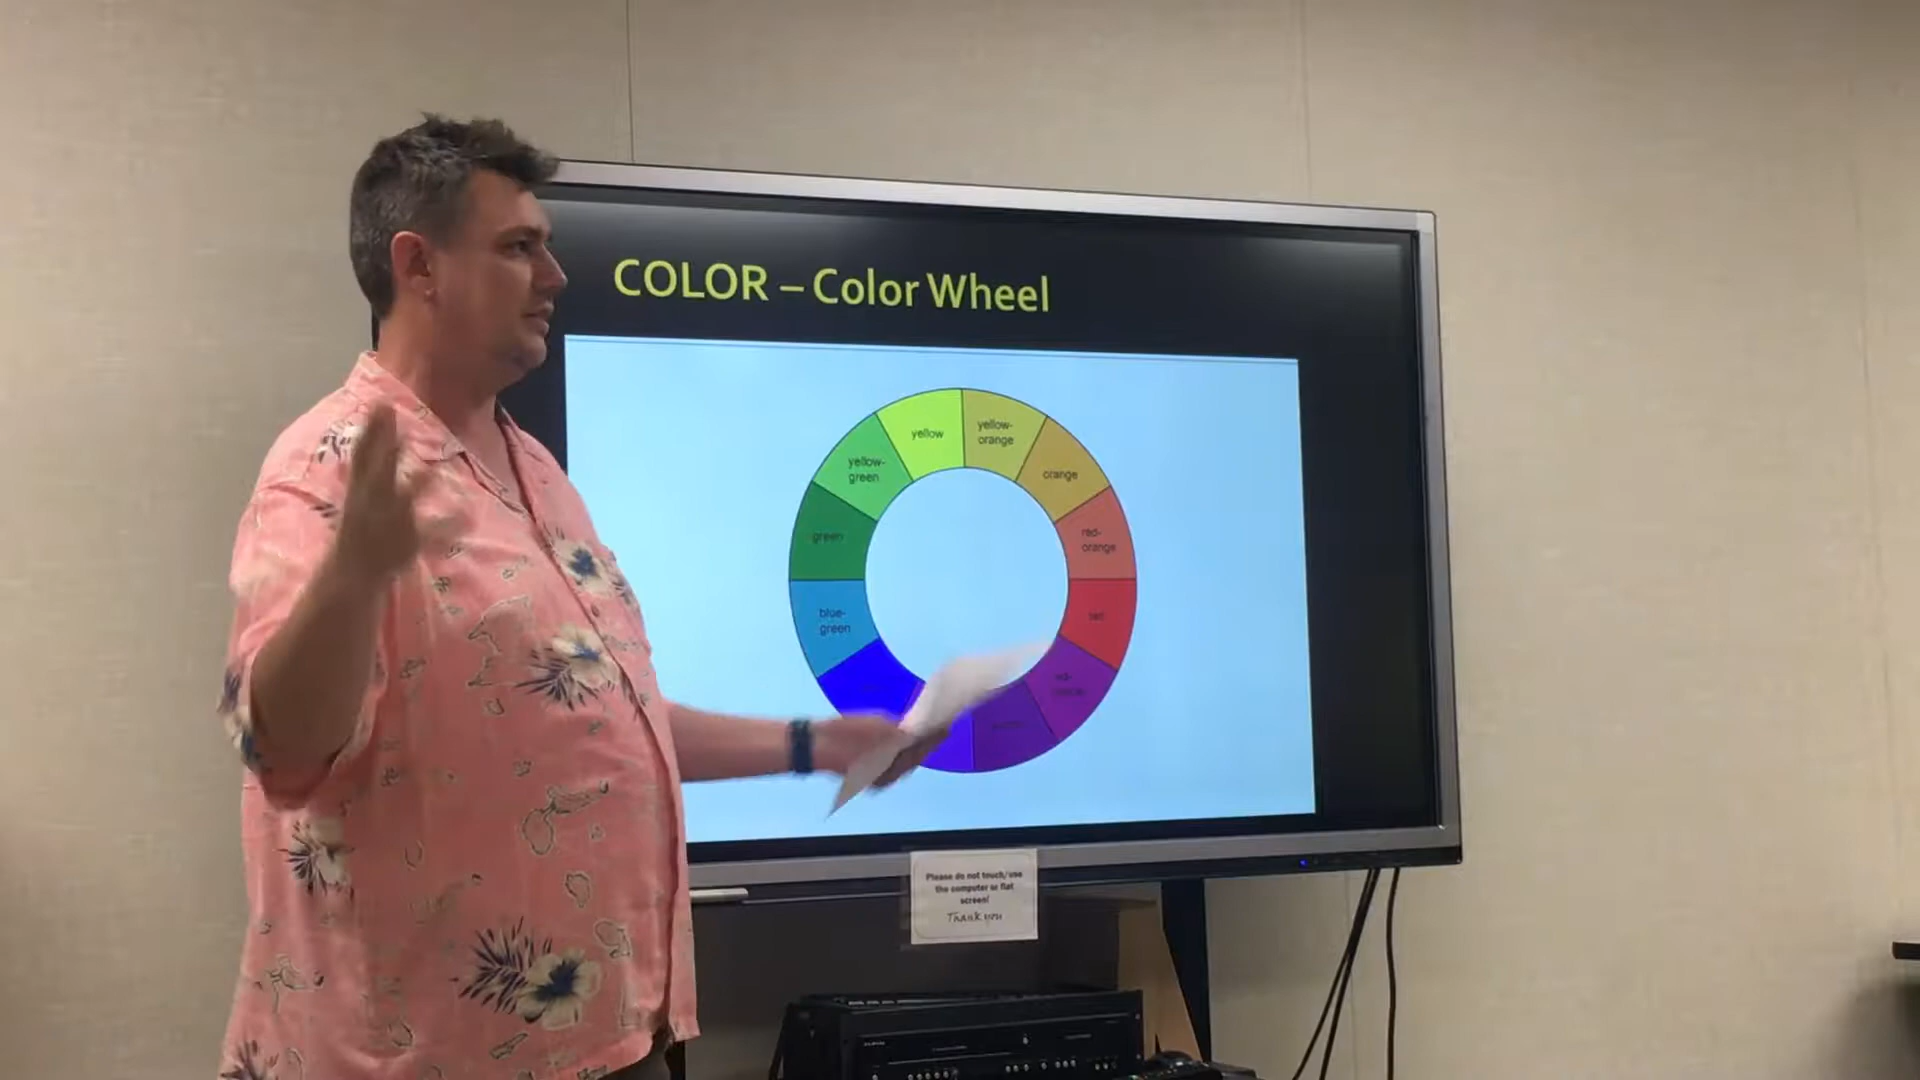 COLOR – Color Wheel
yellow
yellow-
orange
orange
yellow-
green
green
red-
orange
red
blue-
green
red-
Please do not touch/use
the computer or flat
screen!
Thank you